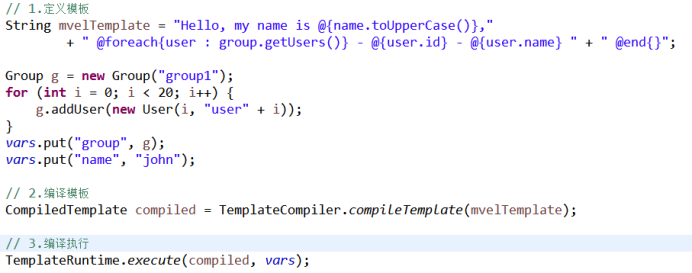 // 1.定义模板
String mvelTemplate = "Hello, my name is @{name.toUpperCase()},"
+ " @foreach{user : group.getUsers()} - @{user.id} - @{user.name} " + " @end{}";
Group g = new Group("group1");
for (int i = 0; i < 20; i++) {
g.addUser(new User(i, "user" + i));
}
vars.put("group", g);
vars.put("name", "john");
// 2.编译模板
CompiledTemplate compiled = TemplateCompiler.compileTemplate(mvelTemplate);
// 3.编译执行
TemplateRuntime.execute(compiled, vars);